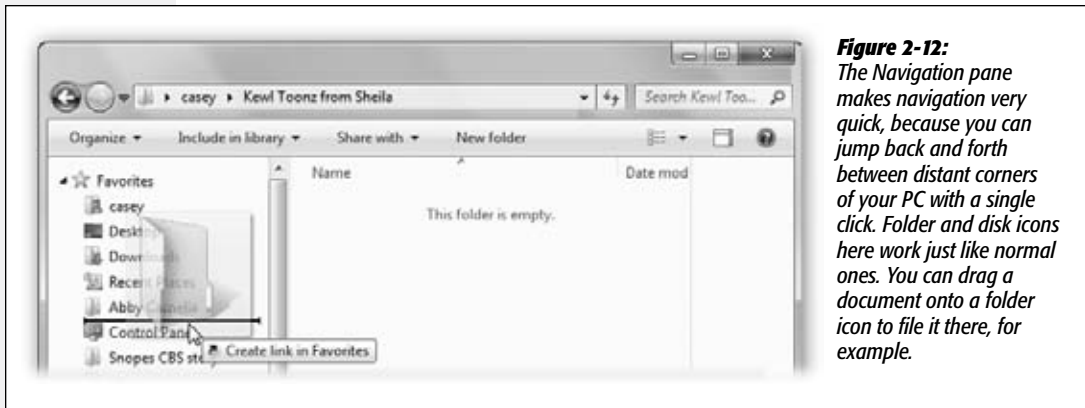 casey ▸ Kewl Toonz from Sheila
Search Kewl Too...
Organize Include in library Share with New folder
Favorites
Name
Date mod
casey
This folder is empty.
Recent Places
Abby
Control Pane
Create link in Favorites
Snopes CBS st
Figure 2-12:
The Navigation pane
makes navigation very
quick, because you can
jump back and forth
between distant corners
of your PC with a single
click. Folder and disk icons
here work just like normal
ones. You can drag a
document onto a folder
icon to file it there, for
example.